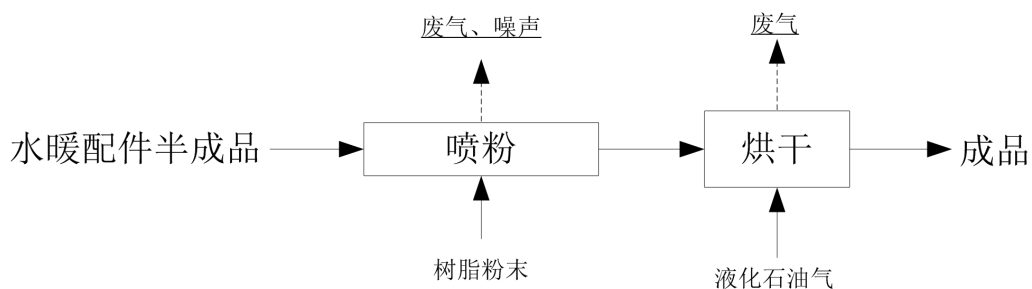 废气、噪声
废气
水暖配件半成品
喷粉
烘干
成品
树脂粉末
液化石油气